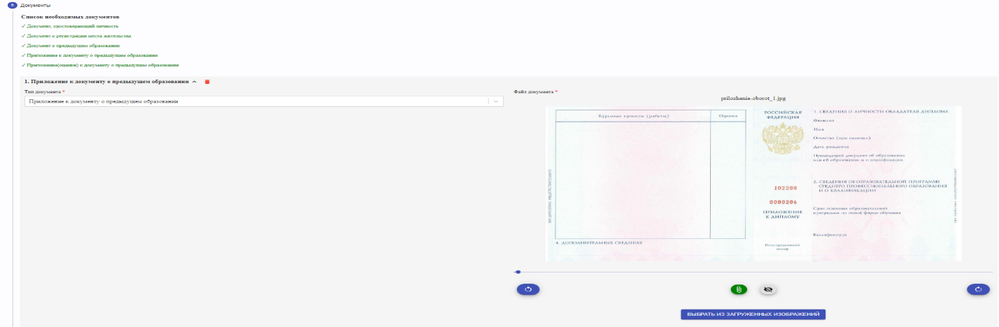 5 Документы
Список необходимых документов
✓ Документ, удостоверяющий личность
✓ Документ о регистрации места жительства
✓ Документ о предыдущем образовании
✓ Приложение к документу о предыдущем образовании
✓ Приложение(оценки) к документу о предыдущем образовании
1. Приложение к документу о предыдущем образовании
Тип документа *
Приложение к документу о предыдущем образовании
Файл документа *
prilozhenie-oborot_1.jpg
Курсовые проекты (работы)
Оценка
4. ДОПОЛНИТЕЛЬНЫЕ СВЕДЕНИЯ
РОССИЙСКАЯ
ФЕДЕРАЦИЯ
102208
0000206
ПРИЛОЖЕНИЕ
К ДИПЛОМУ
Регистрационный
номер
1. СВЕДЕНИЯ О ЛИЧНОСТИ ОБЛАДАТЕЛЯ ДИПЛОМА
Фамилия
Имя
Отчество (при наличии)
Дата рождения
Предыдущий документ об образовании
или об образовании и о квалификации
2. СВЕДЕНИЯ ОБ ОБРАЗОВАТЕЛЬНОЙ ПРОГРАММЕ
СРЕДНЕГО ПРОФЕССИОНАЛЬНОГО ОБРАЗОВАНИЯ
И О КВАЛИФИКАЦИИ
Срок освоения образовательной
программы по очной форме обучения
Квалификация
ВЫБРАТЬ ИЗ ЗАГРУЖЕННЫХ ИЗОБРАЖЕНИЙ